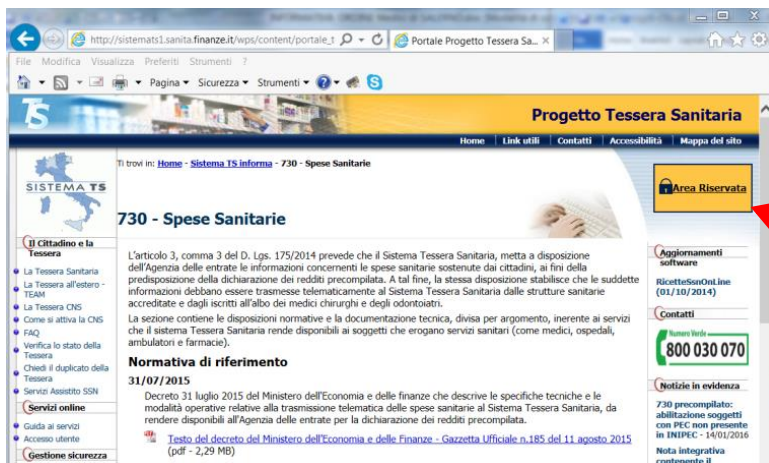 http://sistemats1.sanita.finanze.it/wps/content/portale_t
Portale Progetto Tessera Sa...
File Modifica Visualizza Preferiti Strumenti ?
Pagina Sicurezza Strumenti
TS
Progetto Tessera Sanitaria
Home Link utili Contatti Accessibilità Mappa del sito
SISTEMA TS
Ti trovi in: Home - Sistema TS informa - 730 - Spese Sanitarie
Area Riservata
730 - Spese Sanitarie
Il Cittadino e la
Tessera
La Tessera Sanitaria
La Tessera all'estero -
TEAM
La Tessera CNS
Come si attiva la CNS
FAQ
Verifica lo stato della
Tessera
Chiedi il duplicato della
Tessera
Servizi Assistito SSN
Servizi online
Guida ai servizi
Accesso utente
Gestione sicurezza
L'articolo 3, comma 3 del D. Lgs. 175/2014 prevede che il Sistema Tessera Sanitaria, metta a disposizione
dell'Agenzia delle entrate le informazioni concernenti le spese sanitarie sostenute dai cittadini, ai fini della
predisposizione della dichiarazione dei redditi precompilata. A tal fine, la stessa disposizione stabilisce che le suddette
informazioni debbano essere trasmesse telematicamente al Sistema Tessera Sanitaria dalle strutture sanitarie
accreditate e dagli iscritti all'albo dei medici chirurghi e degli odontoiatri.
La sezione contiene le disposizioni normative e la documentazione tecnica, divisa per argomento, inerente ai servizi
che il sistema Tessera Sanitaria rende disponibili ai soggetti che erogano servizi sanitari (come medici, ospedali,
ambulatori e farmacie).
Normativa di riferimento
31/07/2015
Decreto 31 luglio 2015 del Ministero dell'Economia e delle finanze che descrive le specifiche tecniche e le
modalità operative relative alla trasmissione telematica delle spese sanitarie al Sistema Tessera Sanitaria, da
rendere disponibili all'Agenzia delle entrate per la dichiarazione dei redditi precompilata.
Testo del decreto del Ministero dell'Economia e delle Finanze - Gazzetta Ufficiale n.185 del 11 agosto 2015
(pdf - 2,29 MB)
Aggiornamenti
software
RicetteSsnOnLine
(01/10/2014)
Contatti
Numero Verde
800 030 070
Notizie in evidenza
730 precompilato:
abilitazione soggetti
con PEC non presente
in INIPEC - 14/01/2016
Nota integrativa
contenente il